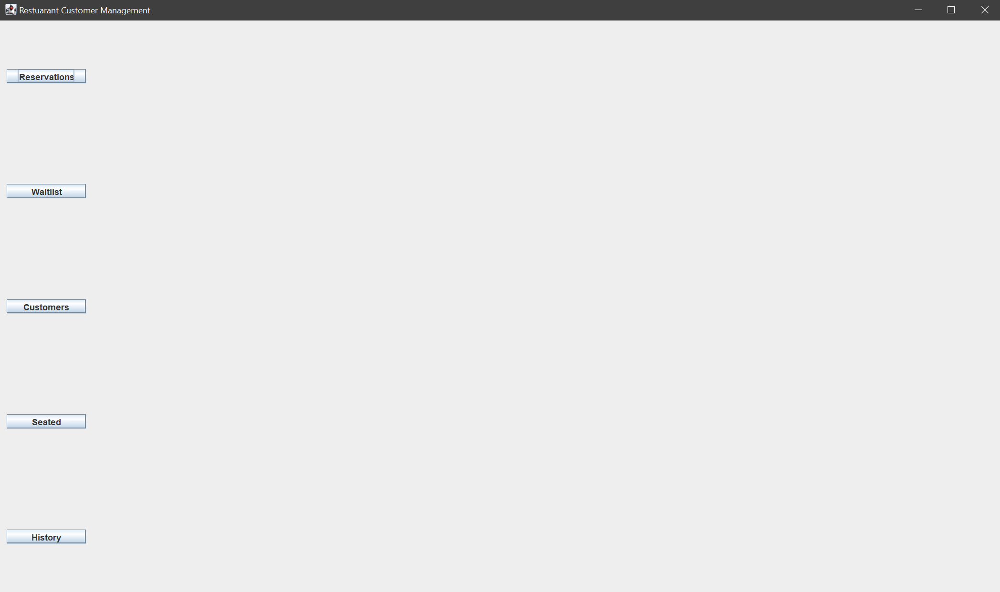 Restuarant Customer Management
Reservations
Waitlist
Customers
Seated
History